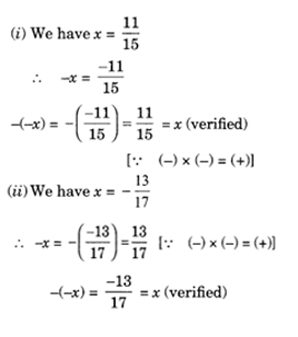 (i) We have x = 11/15
∴ –x = –11/15
–(–x) = –(–11/15) = 11/15 = x (verified)
[∵ (–) × (–) = (+)]
(ii) We have x = – 13/17
∴ –x = –(–13/17) = 13/17 [∵ (–) × (–) = (+)]
–(–x) = –13/17 = x (verified)